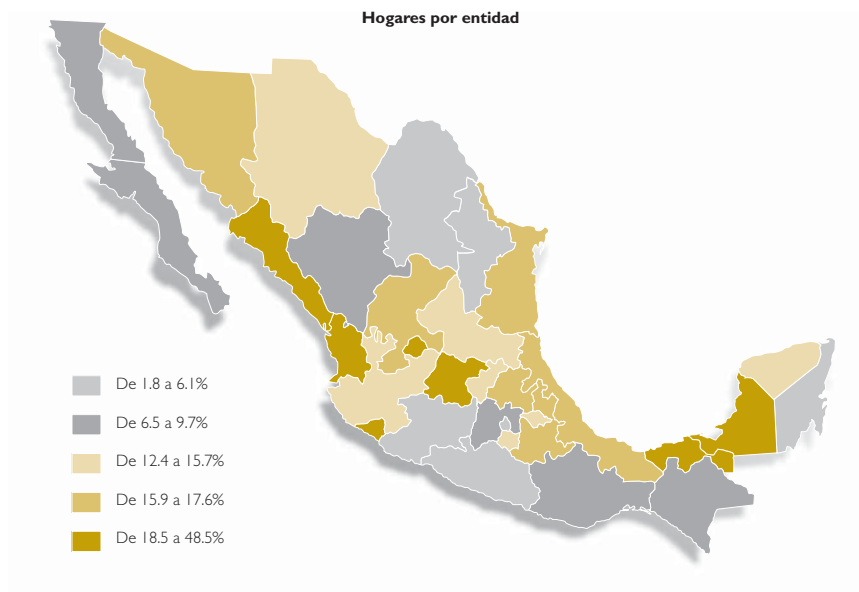 Hogares por entidad
De 1.8 a 6.1%
De 6.5 a 9.7%
De 12.4 a 15.7%
De 15.9 a 17.6%
De 18.5 a 48.5%